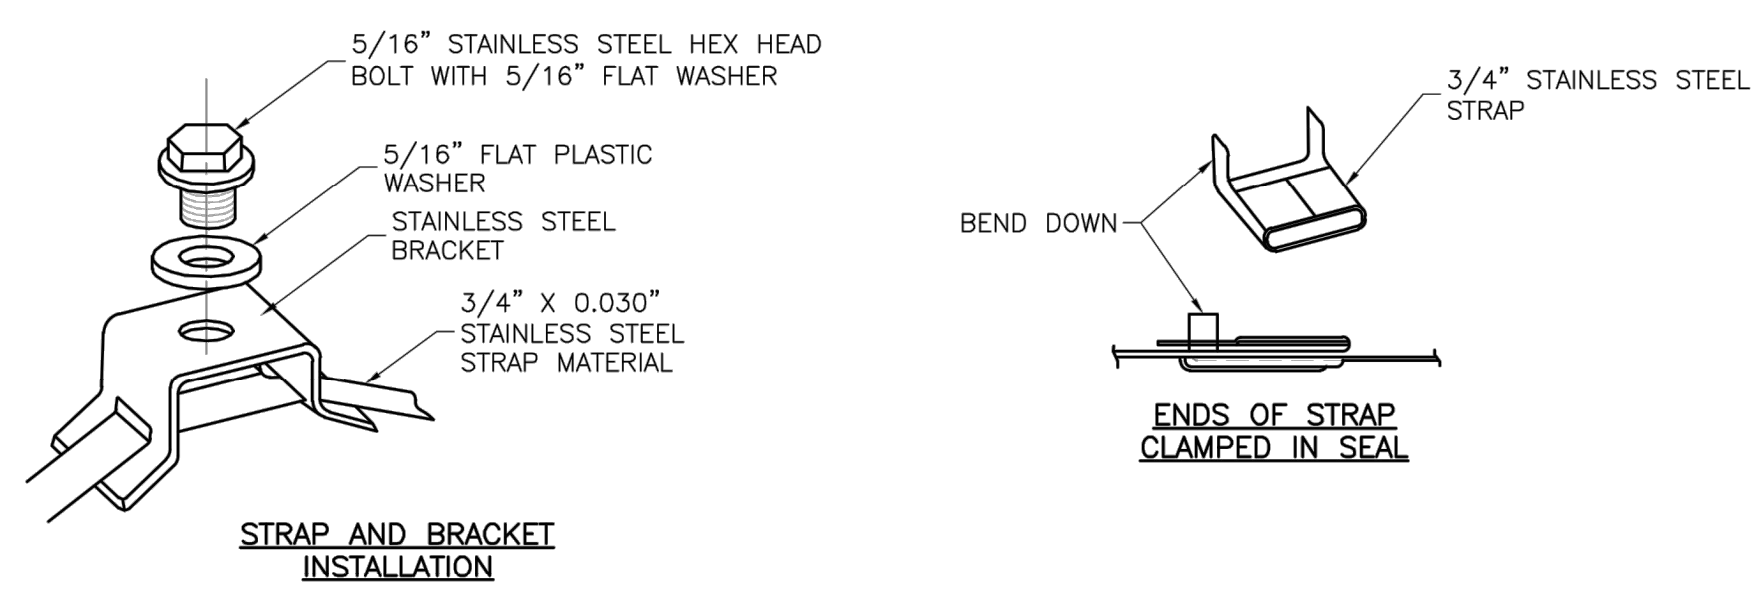 5/16” STAINLESS STEEL HEX HEAD
BOLT WITH 5/16” FLAT WASHER
5/16” FLAT PLASTIC
WASHER
STAINLESS STEEL
BRACKET
3/4” X 0.030”
STAINLESS STEEL
STRAP MATERIAL
STRAP AND BRACKET
INSTALLATION
3/4” STAINLESS STEEL
STRAP
BEND DOWN
ENDS OF STRAP
CLAMPED IN SEAL